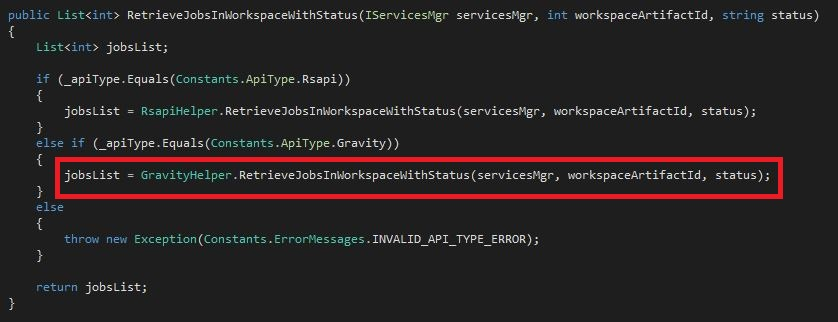 public List<int> RetrieveJobsInWorkspaceWithStatus(IServicesMgr servicesMgr, int workspaceArtifactId, string status)
{
    List<int> jobsList;

    if (_apiType.Equals(Constants.ApiType.Rsapi))
    {
        jobsList = RsapiHelper.RetrieveJobsInWorkspaceWithStatus(servicesMgr, workspaceArtifactId, status);
    }
    else if (_apiType.Equals(Constants.ApiType.Gravity))
    {
        jobsList = GravityHelper.RetrieveJobsInWorkspaceWithStatus(servicesMgr, workspaceArtifactId, status);
    }
    else
    {
        throw new Exception(Constants.ErrorMessages.INVALID_API_TYPE_ERROR);
    }

    return jobsList;
}